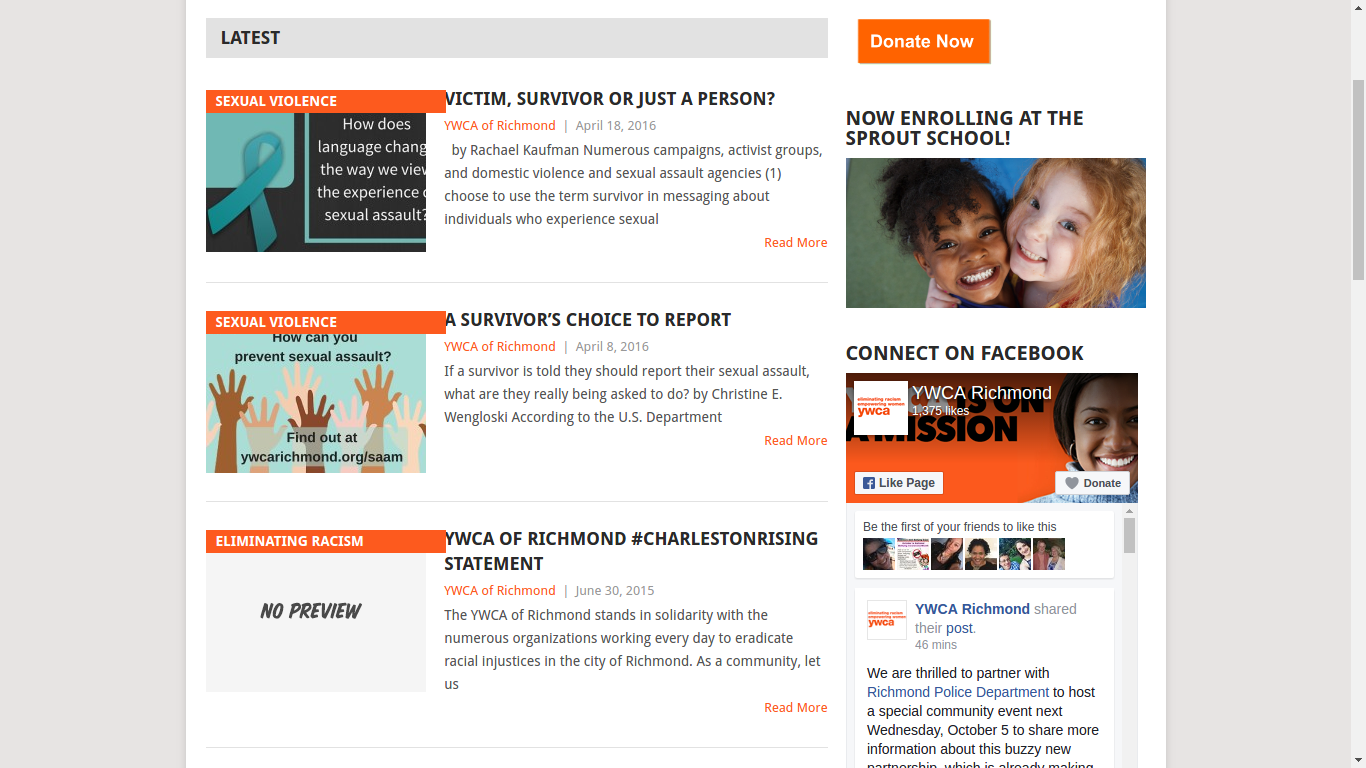 LATEST
SEXUAL VIOLENCE
How does
language chang
the way we view
the experience o
sexual assault?
VICTIM, SURVIVOR OR JUST A PERSON?
YWCA of Richmond | April 18, 2016
by Rachael Kaufman Numerous campaigns, activist groups,
and domestic violence and sexual assault agencies (1)
choose to use the term survivor in messaging about
individuals who experience sexual
Read More
SEXUAL VIOLENCE
How can you
prevent sexual assault?
Find out at
ywcarichmond.org/saam
A SURVIVOR’S CHOICE TO REPORT
YWCA of Richmond | April 8, 2016
If a survivor is told they should report their sexual assault,
what are they really being asked to do? by Christine E.
Wengloski According to the U.S. Department
Read More
ELIMINATING RACISM
NO PREVIEW
YWCA OF RICHMOND #CHARLESTONRISING
STATEMENT
YWCA of Richmond | June 30, 2015
The YWCA of Richmond stands in solidarity with the
numerous organizations working every day to eradicate
racial injustices in the city of Richmond. As a community, let
us
Read More
Donate Now
NOW ENROLLING AT THE
SPROUT SCHOOL!
CONNECT ON FACEBOOK
eliminating racism
empowering women
ywca
YWCA Richmond
1,375 likes
IS ON
A MISSION
Like Page
Donate
Be the first of your friends to like this
eliminating racism
empowering women
ywca
YWCA Richmond shared
their post.
46 mins
We are thrilled to partner with
Richmond Police Department to host
a special community event next
Wednesday, October 5 to share more
information about this buzzy new
partnership, which is already making